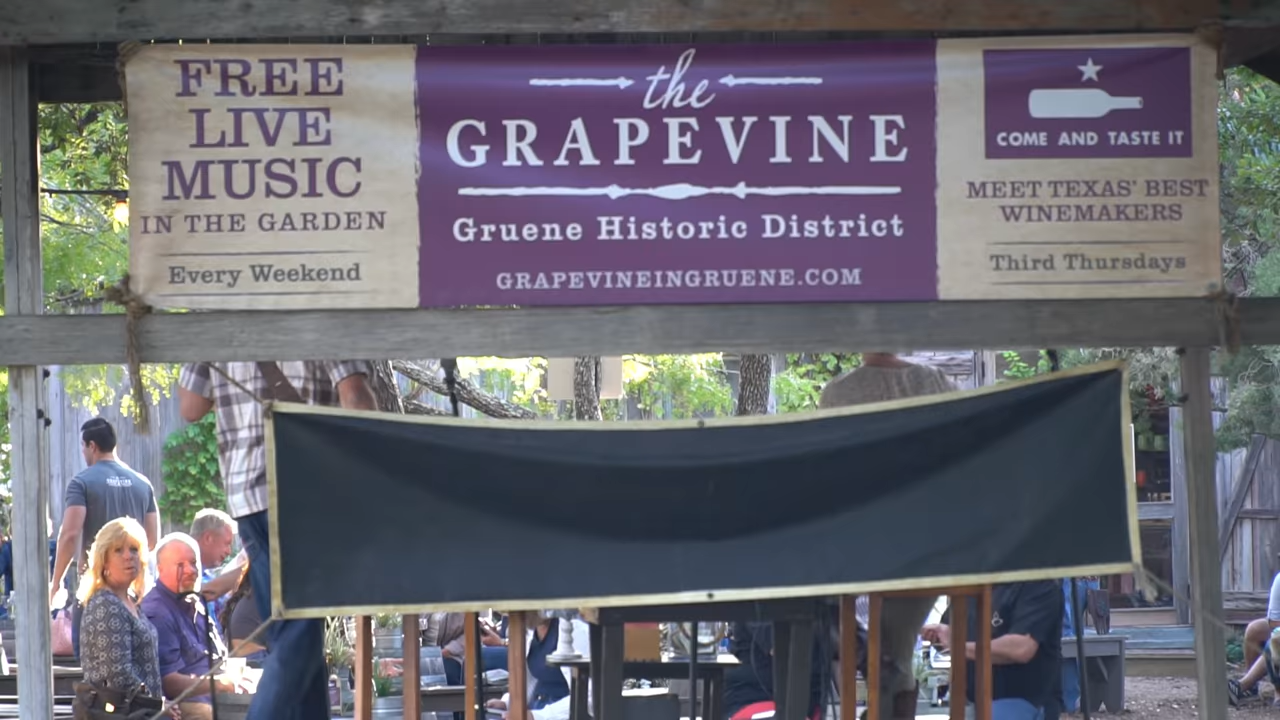 FREE
LIVE
MUSIC
IN THE GARDEN
Every Weekend
the
GRAPEVINE
Gruene Historic District
GRAPEVINEINGRUENE.COM
COME AND TASTE IT
MEET TEXAS' BEST
WINEMAKERS
Third Thursdays